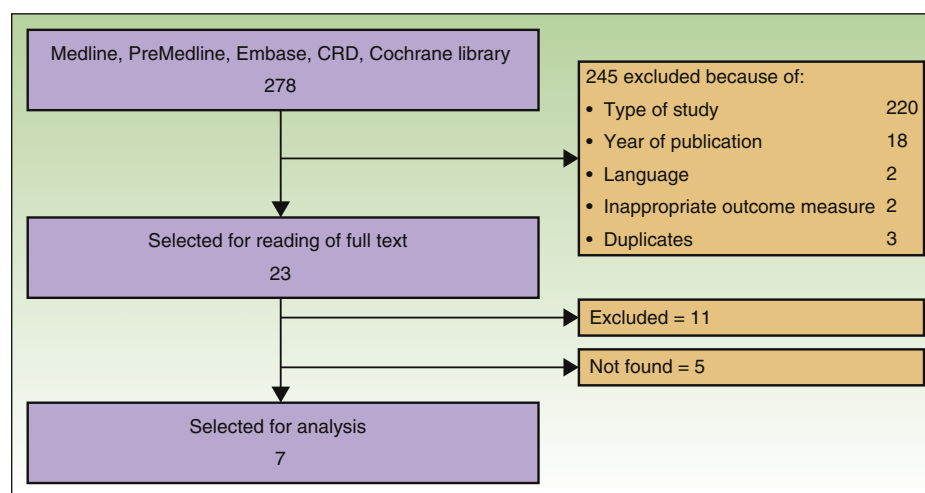 Medline, PreMedline, Embase, CRD, Cochrane library
278
245 excluded because of:
• Type of study 220
• Year of publication 18
• Language 2
• Inappropriate outcome measure 2
• Duplicates 3
Selected for reading of full text
23
Excluded = 11
Not found = 5
Selected for analysis
7